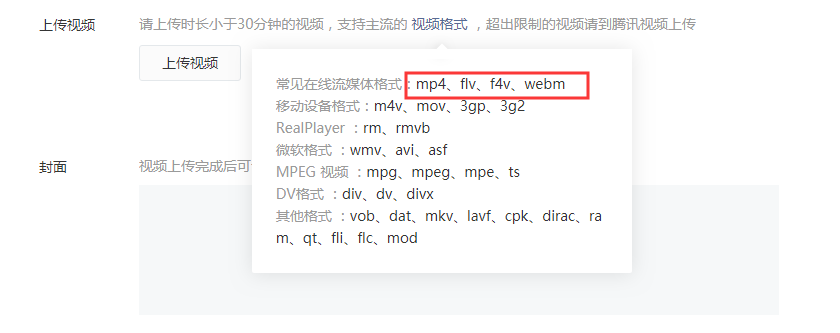 上传视频
请上传时长小于30分钟的视频，支持主流的 视频格式 ，超出限制的视频请到腾讯视频上传
上传视频
常见在线流媒体格式：mp4、flv、f4v、webm
移动设备格式：m4v、mov、3gp、3g2
RealPlayer ：rm、rmvb
微软格式 ：wmv、avi、asf
MPEG 视频 ：mpg、mpeg、mpe、ts
DV格式 ：div、dv、divx
其他格式 ：vob、dat、mkv、lavf、cpk、dirac、ra
m、qt、fli、flc、mod
封面
视频上传完成后可